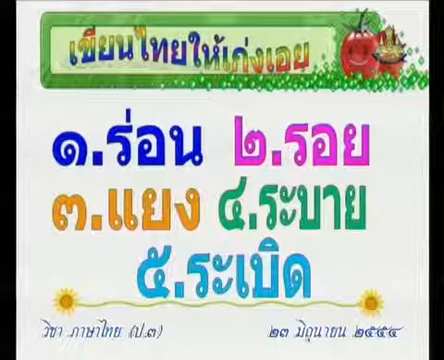 เขียนไทยให้เก่งเอย
๑.ร่อน ๒.รอย
๓.แยง ๔.ระบาย
๕.ระเบิด
วิชา ภาษาไทย (ป.๓) ๒๓ มิถุนายน ๒๕๕๔